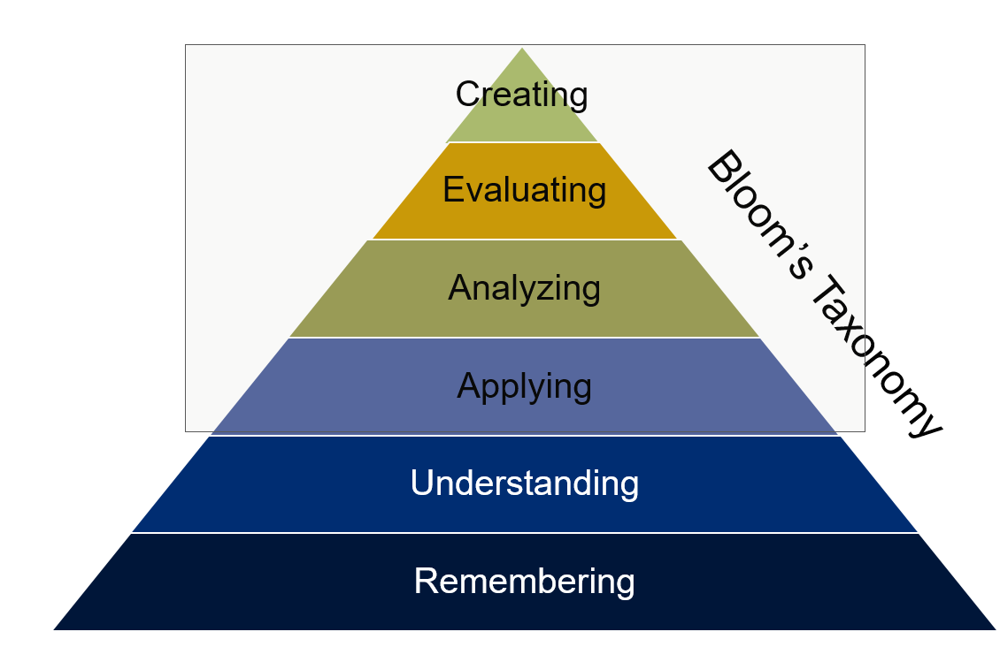 Creating
Evaluating
Bloom’s Taxonomy
Analyzing
Applying
Understanding
Remembering